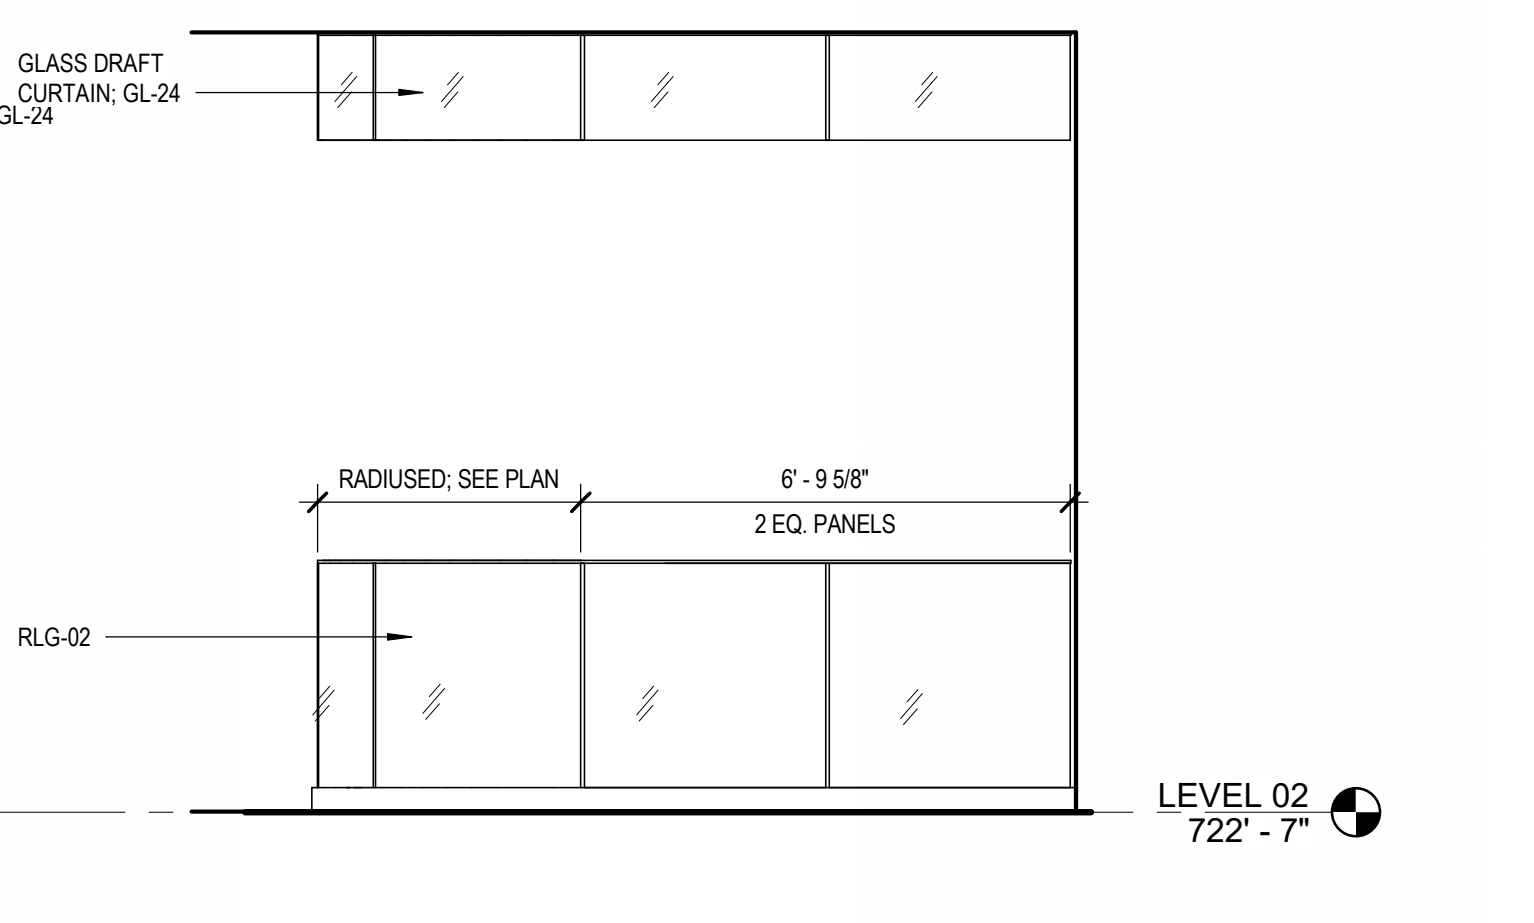 GLASS DRAFT
CURTAIN; GL-24
GL-24
RADIUSED; SEE PLAN
6' - 9 5/8"
2 EQ. PANELS
RLG-02
LEVEL 02
722' - 7"